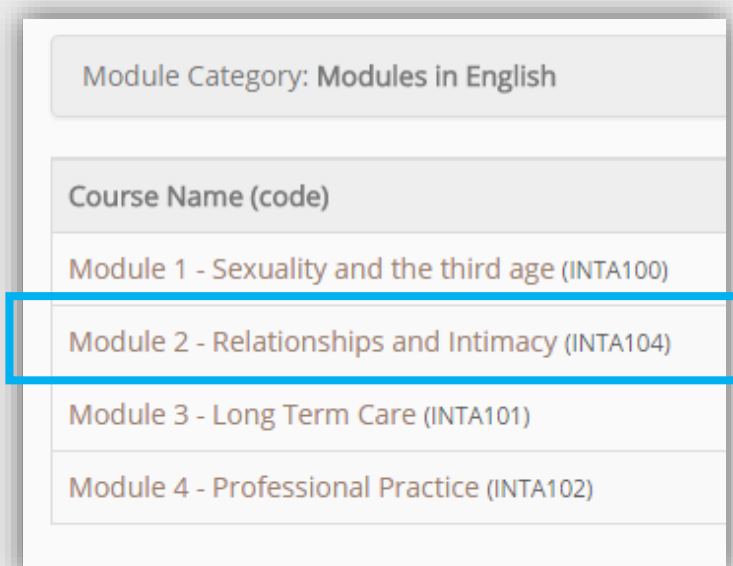 Module Category: Modules in English
Course Name (code)
Module 1 - Sexuality and the third age (INTA100)
Module 2 - Relationships and Intimacy (INTA104)
Module 3 - Long Term Care (INTA101)
Module 4 - Professional Practice (INTA102)